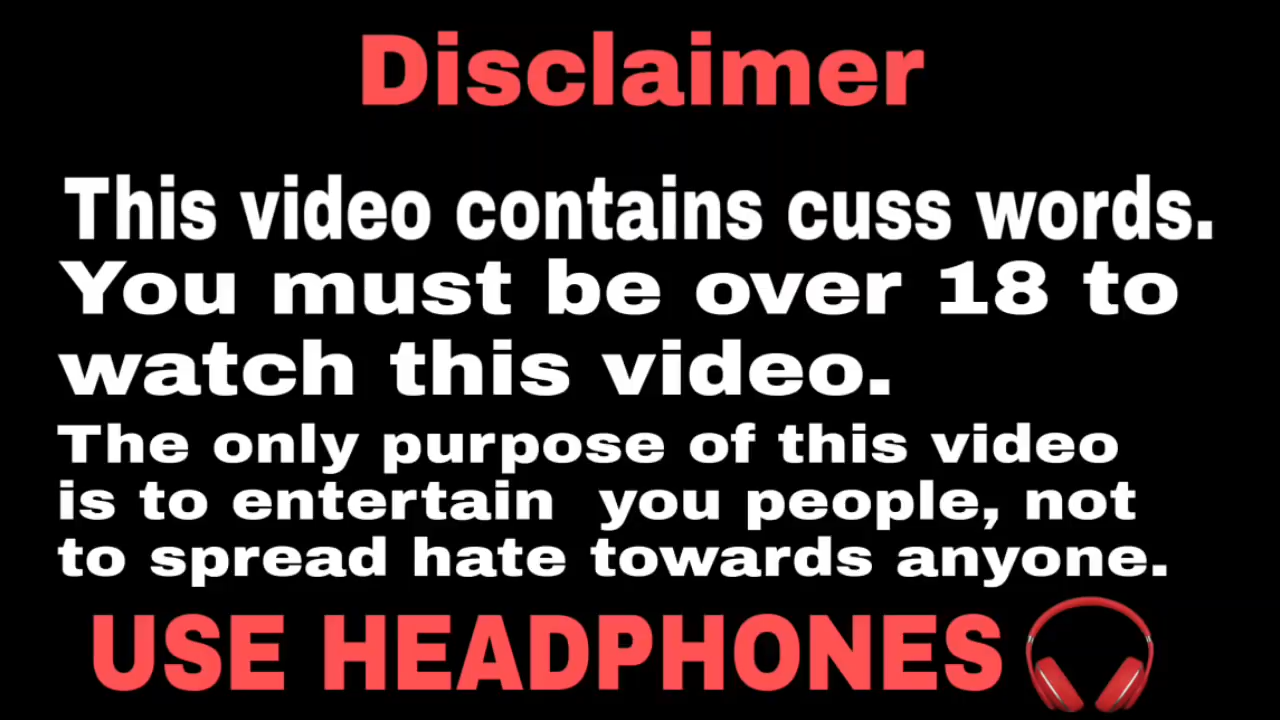 Disclaimer
This video contains cuss words.
You must be over 18 to
watch this video.
The only purpose of this video
is to entertain  you people, not
to spread hate towards anyone.
USE HEADPHONES